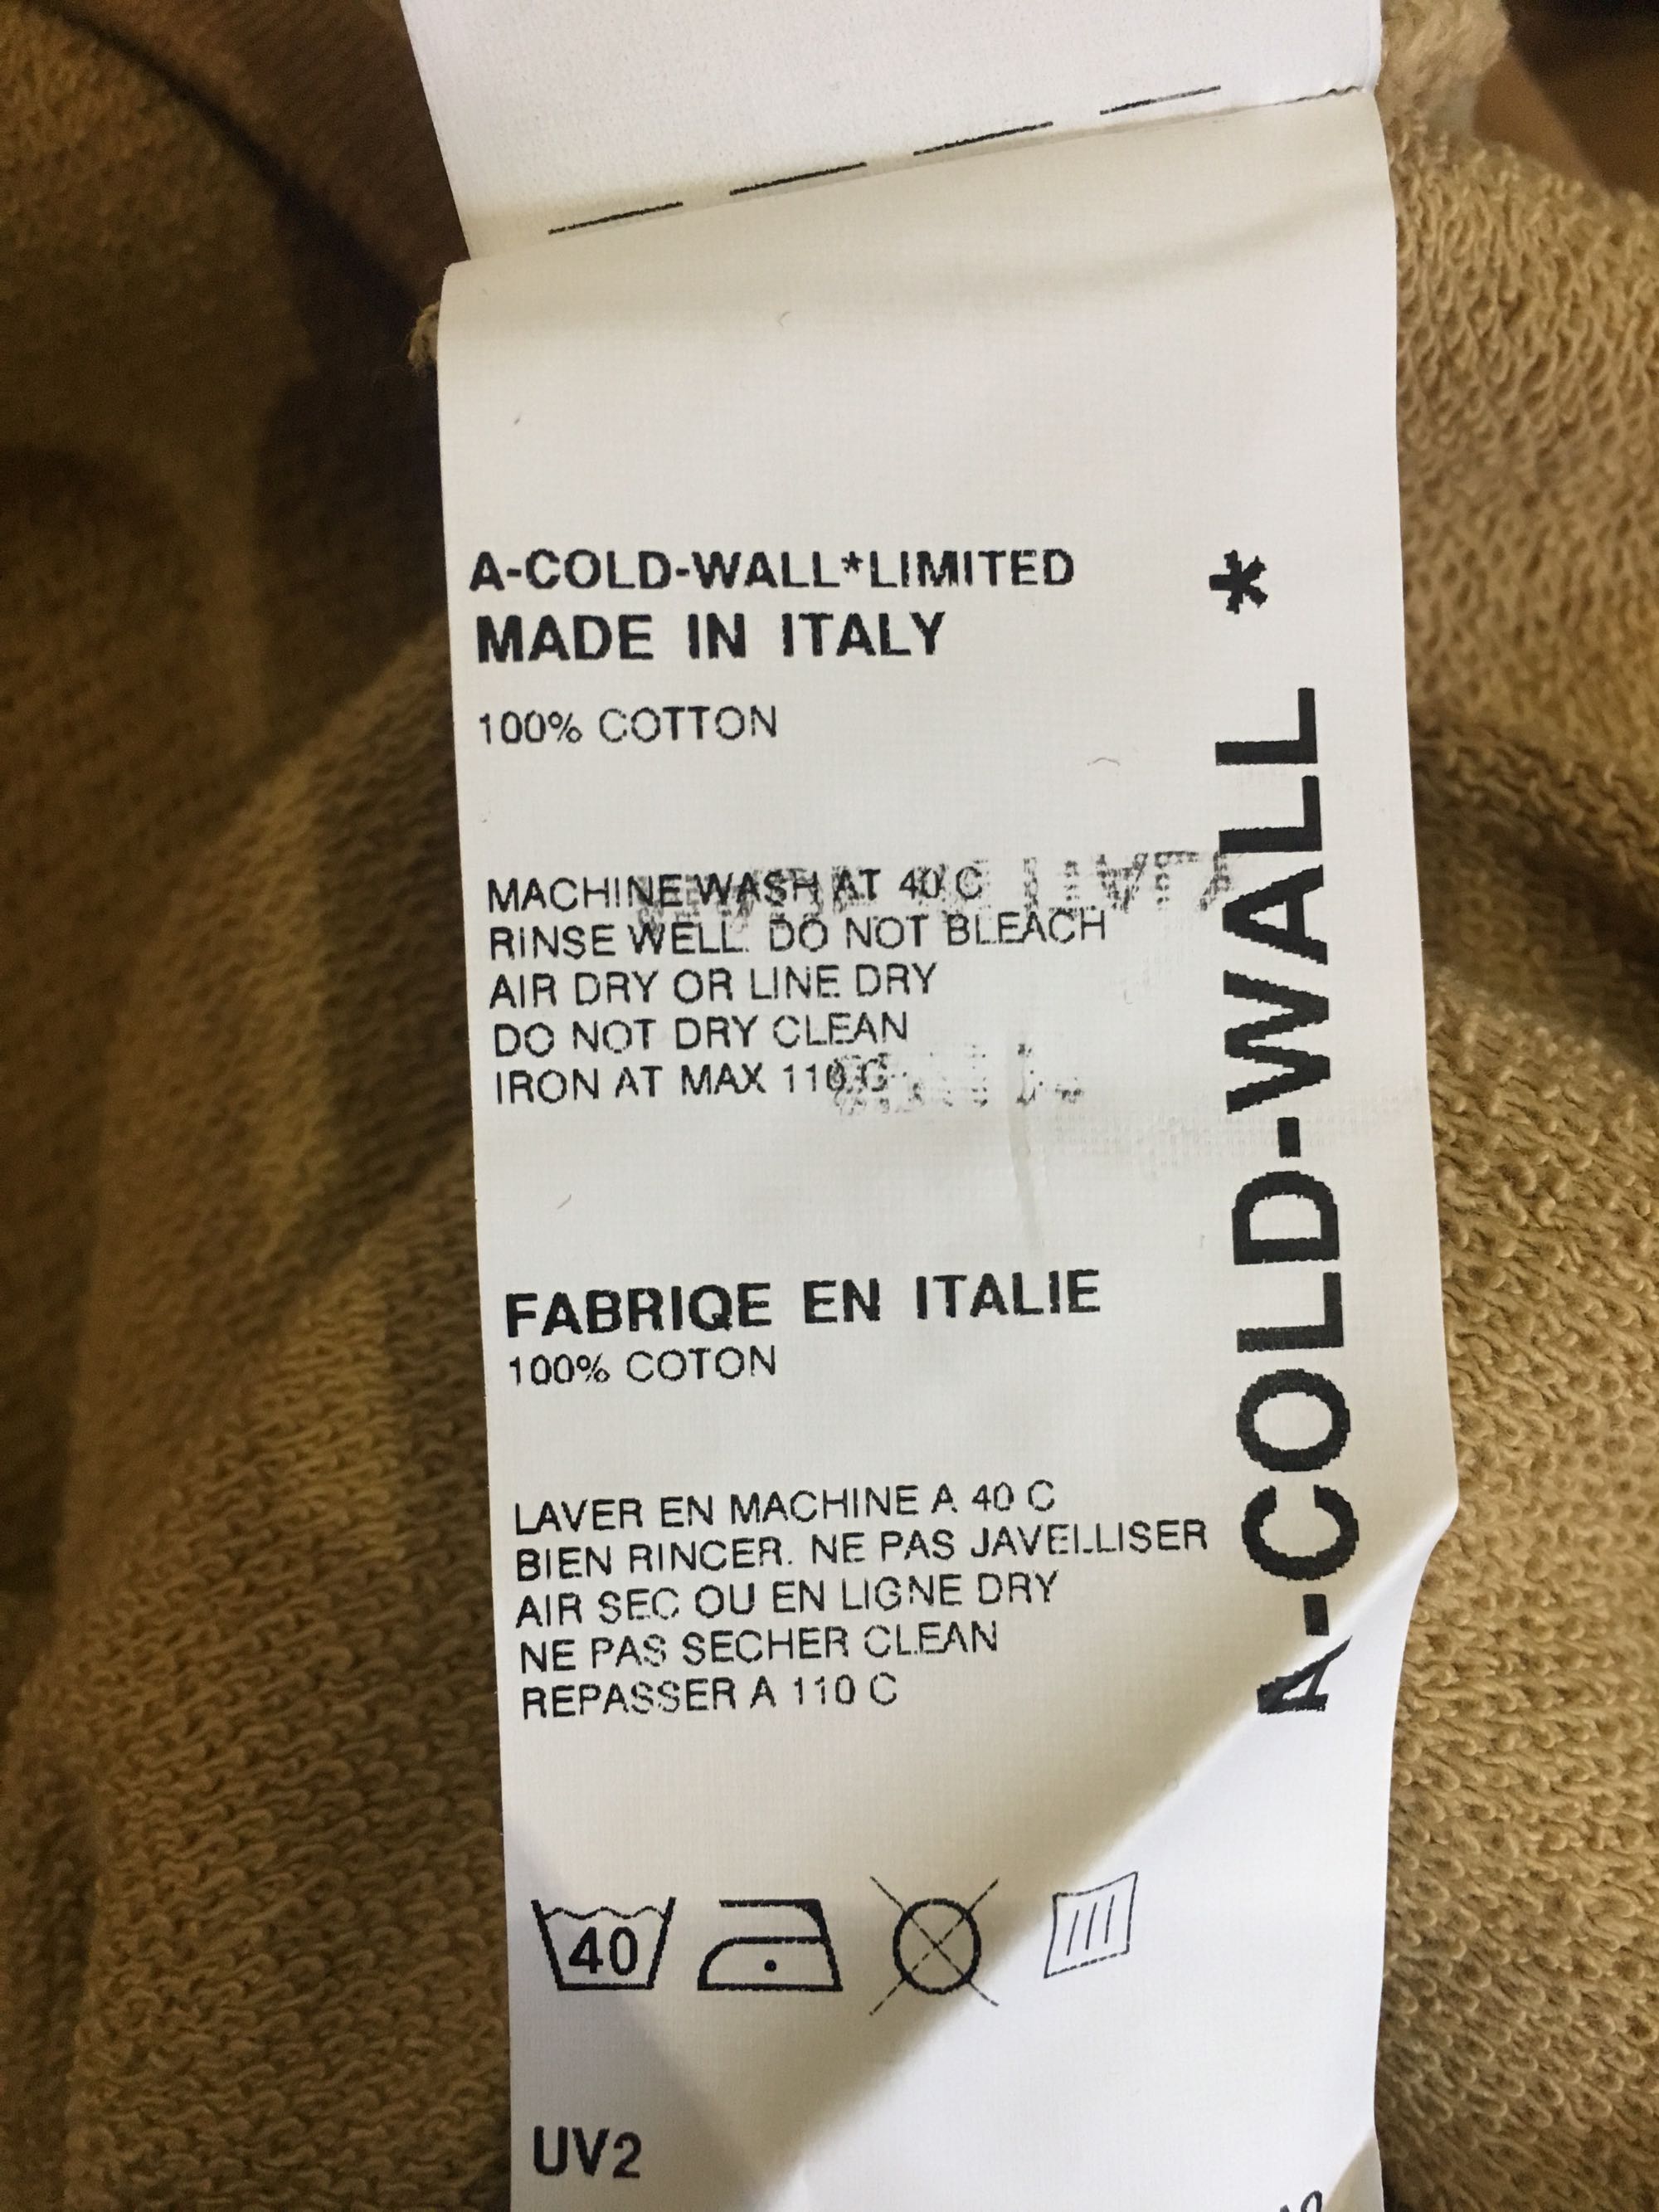 A-COLD-WALL*LIMITED
MADE IN ITALY
100% COTTON
MACHINE WASH AT 40 C
RINSE WELL. DO NOT BLEACH
AIR DRY OR LINE DRY
DO NOT DRY CLEAN
IRON AT MAX 110 C
FABRIQE EN ITALIE
100% COTON
LAVER EN MACHINE A 40 C
BIEN RINCER. NE PAS JAVELLISER
AIR SEC OU EN LIGNE DRY
NE PAS SECHER CLEAN
REPASSER A 110 C
40
UV2
A-COLD-WALL*